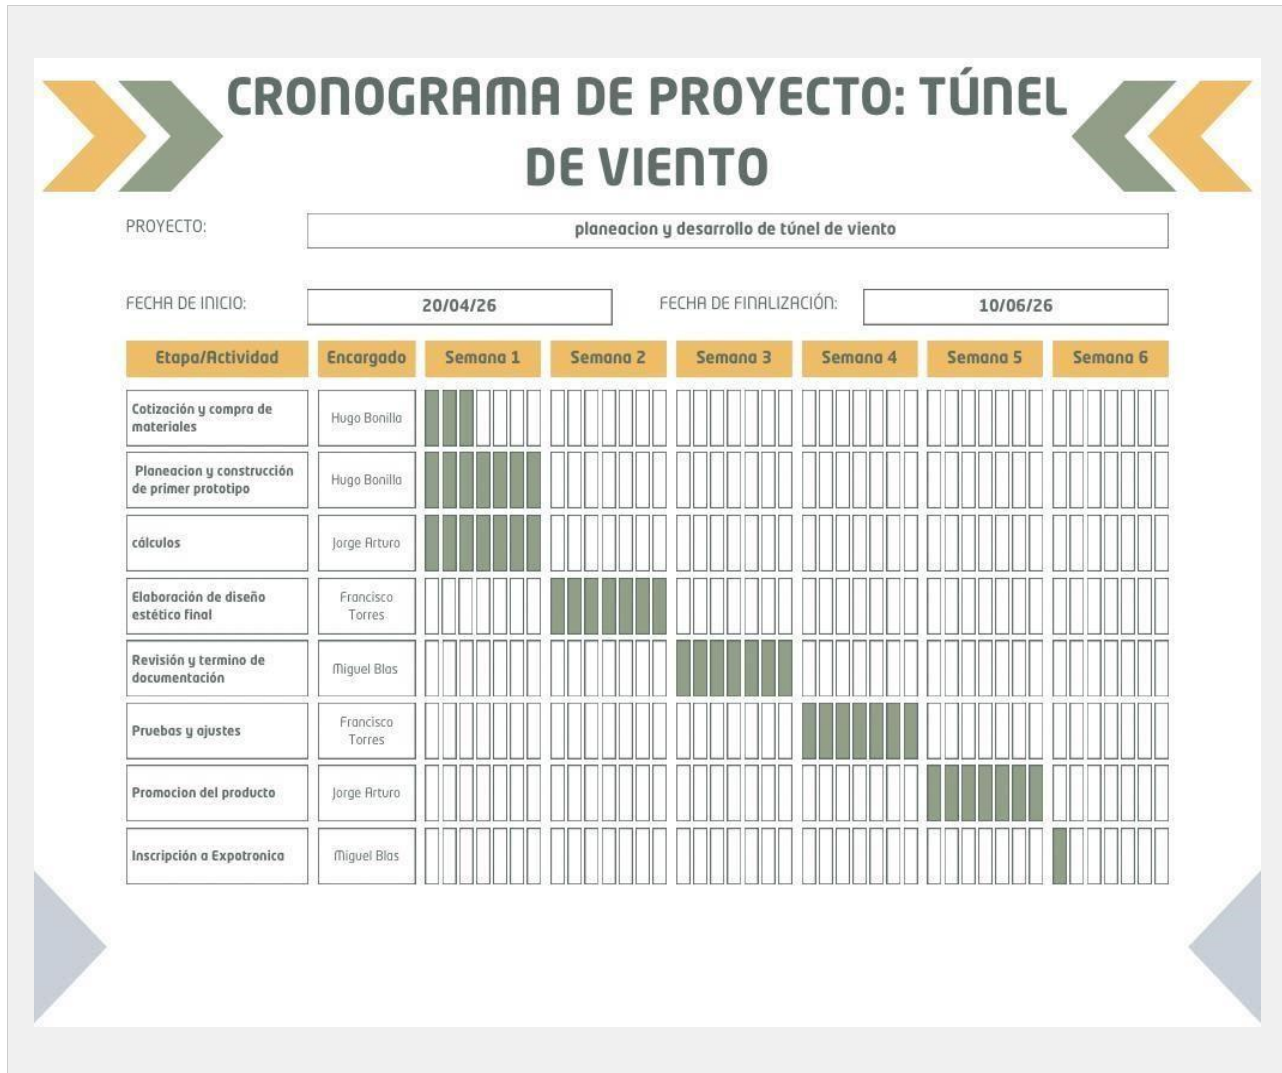 CRONOGRAMA DE PROYECTO: TÚNEL
DE VIENTO
PROYECTO:
planeacion y desarrollo de túnel de viento
FECHA DE INICIO:
20/04/26
FECHA DE FINALIZACIÓN:
10/06/26
Etapa/Actividad
Encargado
Semana 1
Semana 2
Semana 3
Semana 4
Semana 5
Semana 6
Cotización y compra de
materiales
Hugo Bonilla
Planeacion y construcción
de primer prototipo
Hugo Bonilla
cálculos
Jorge Arturo
Elaboración de diseño
estético final
Francisco
Torres
Revisión y termino de
documentación
Miguel Blas
Pruebas y ajustes
Francisco
Torres
Promocion del producto
Jorge Arturo
Inscripción a Expotronica
Miguel Blas